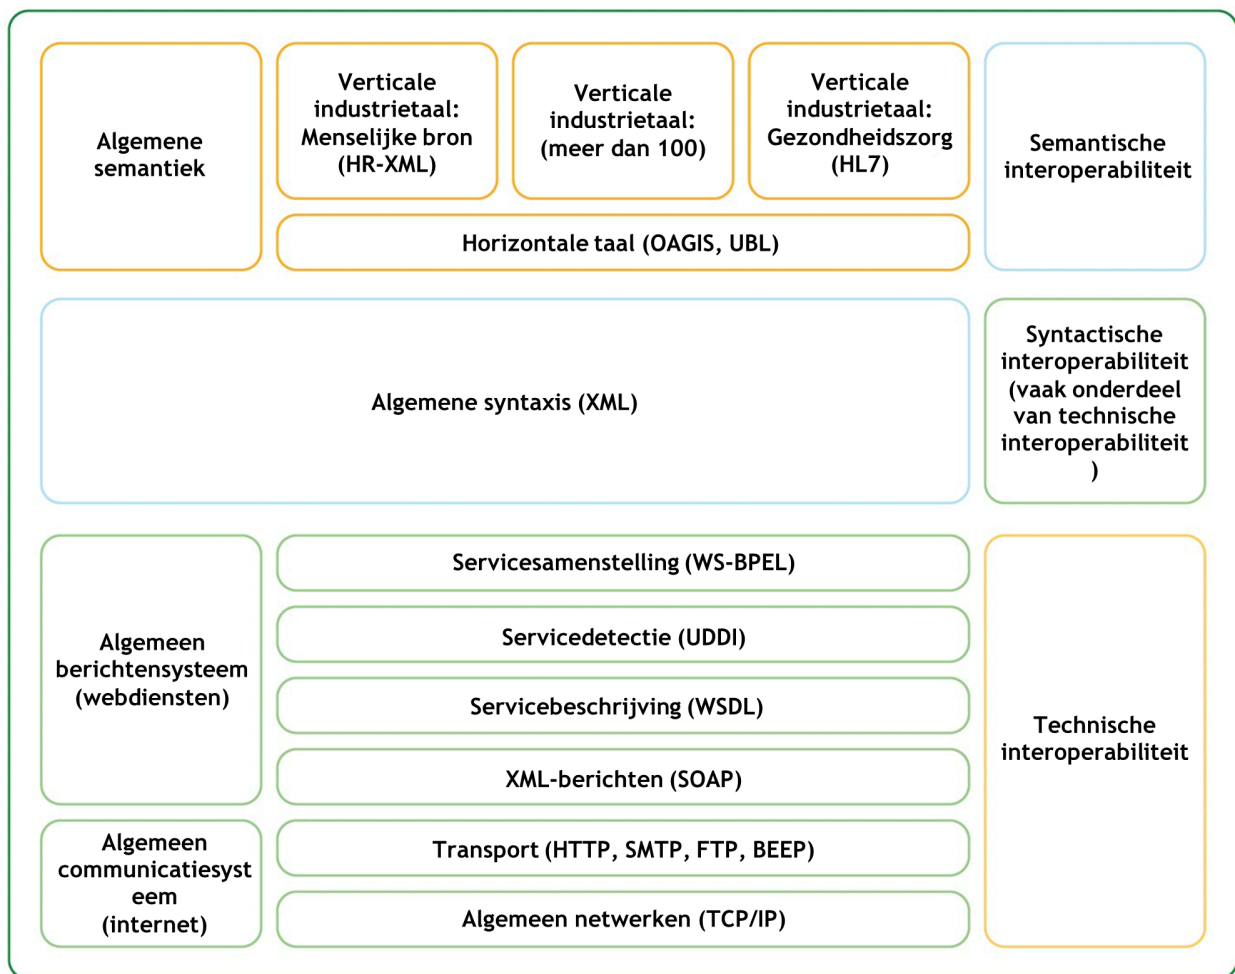 Algemene
semantiek
Verticale
industrietaal:
Menselijke bron
(HR-XML)
Verticale
industrietaal:
(meer dan 100)
Verticale
industrietaal:
Gezondheidszorg
(HL7)
Horizontale taal (OAGIS, UBL)
Semantische
interoperabiliteit
Algemene syntaxis (XML)
Syntactische
interoperabiliteit
(vaak onderdeel
van technische
interoperabiliteit
)
Algemeen
berichtensysteem
(webdiensten)
Servicesamenstelling (WS-BPEL)
Servicedetectie (UDDI)
Servicebeschrijving (WSDL)
XML-berichten (SOAP)
Algemeen
communicatiesyst
eem
(internet)
Transport (HTTP, SMTP, FTP, BEEP)
Algemeen netwerken (TCP/IP)
Technische
interoperabiliteit